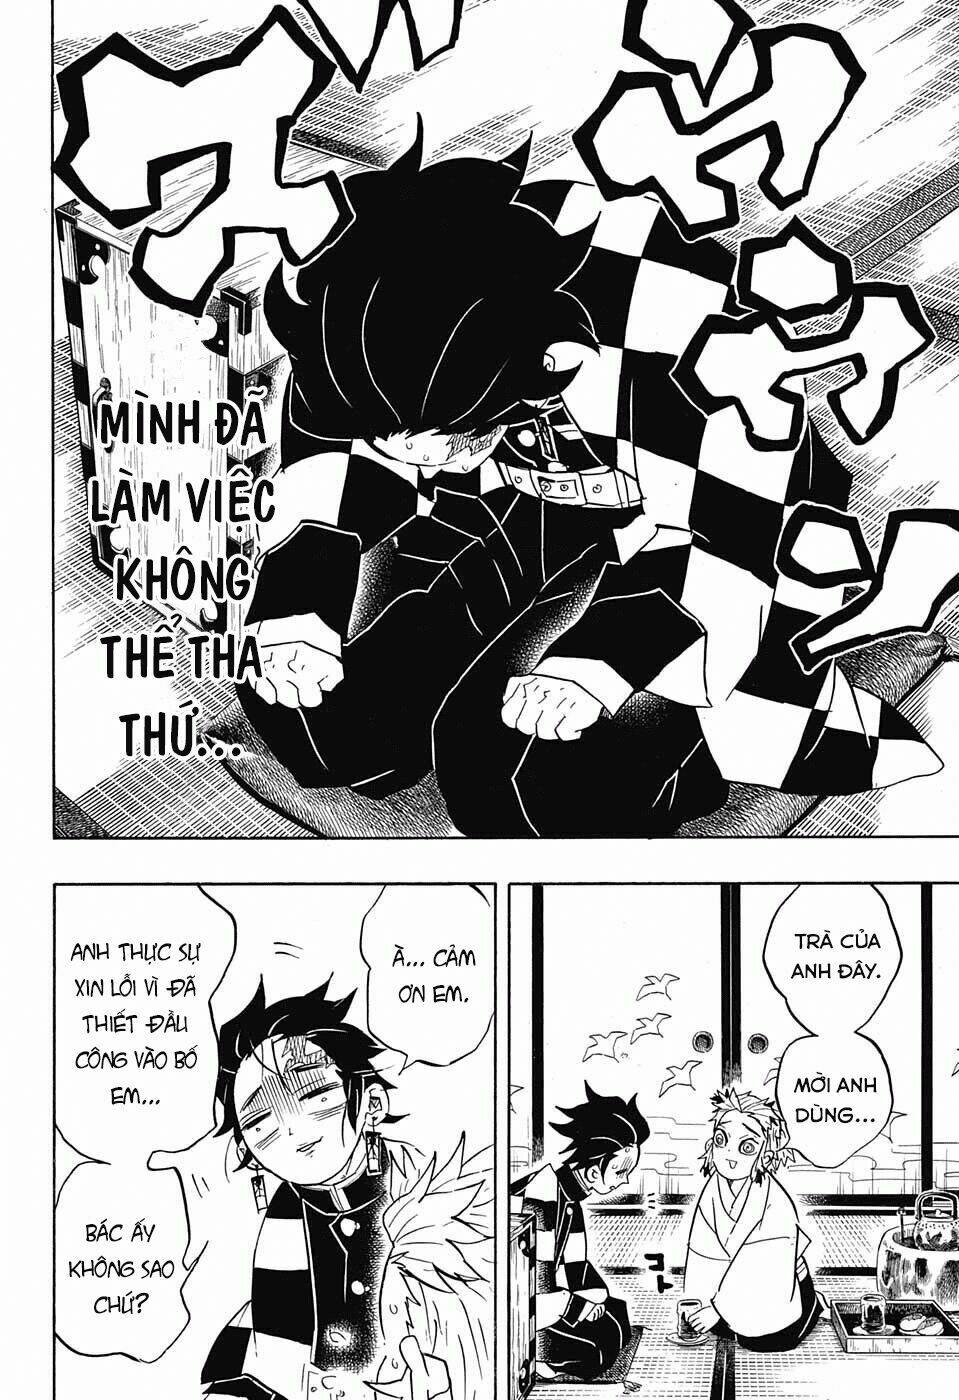 MÌNH ĐÃ
LÀM VIỆC
KHÔNG
THỂ THA
THỨ...
TRÀ CỦA
ANH ĐÂY.
MỜI ANH
DÙNG...
À... CẢM
ƠN EM.
ANH THỰC SỰ
XIN LỖI VÌ ĐÃ
THIẾT ĐẦU
CÔNG VÀO BỐ
EM...
BÁC ẤY
KHÔNG SAO
CHỨ?